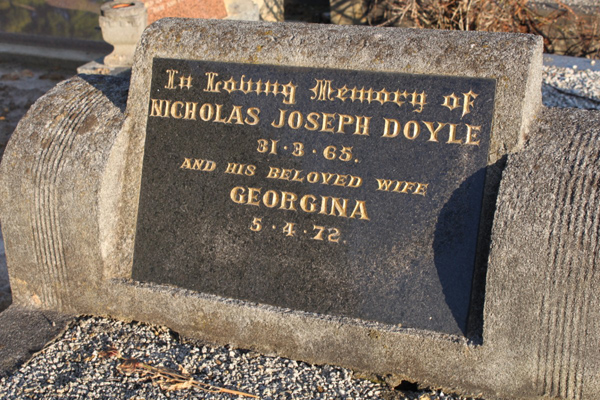 In Loving Memory of
NICHOLAS JOSEPH DOYLE
31·3·65.
AND HIS BELOVED WIFE
GEORGINA
5·4·72.